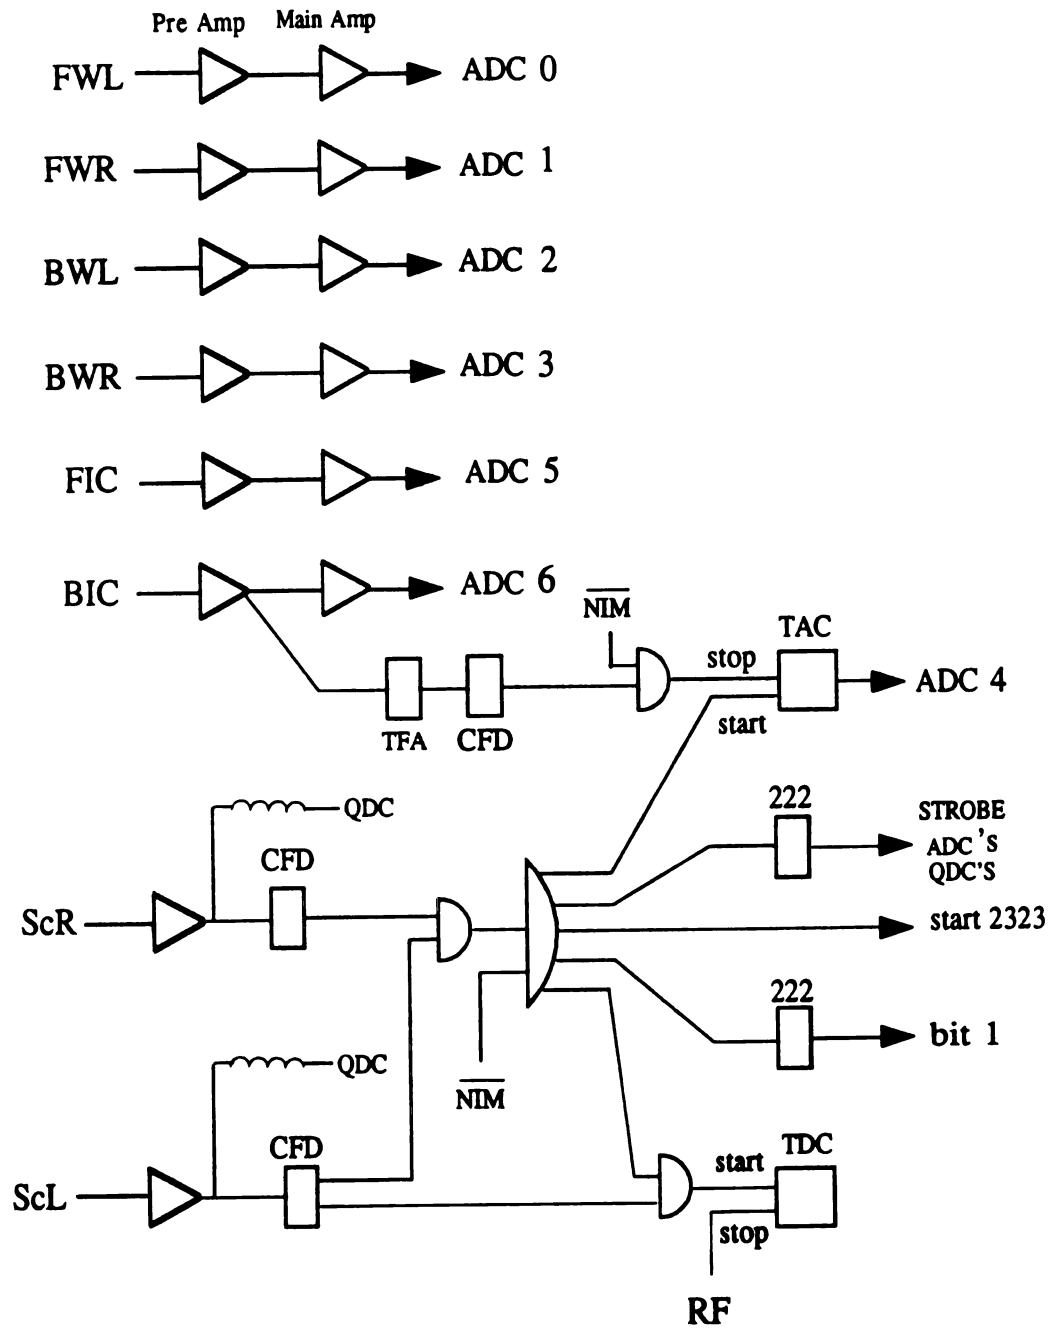 Pre Amp Main Amp
FWL ADC 0
FWR ADC 1
BWL ADC 2
BWR ADC 3
FIC ADC 5
BIC ADC 6
NIM
TAC
stop
ADC 4
start
TFA CFD
QDC
222
STROBE
ADC'S
QDC'S
CFD
ScR
start 2323
222
bit 1
QDC
NIM
CFD
TDC
start
ScL
stop
RF